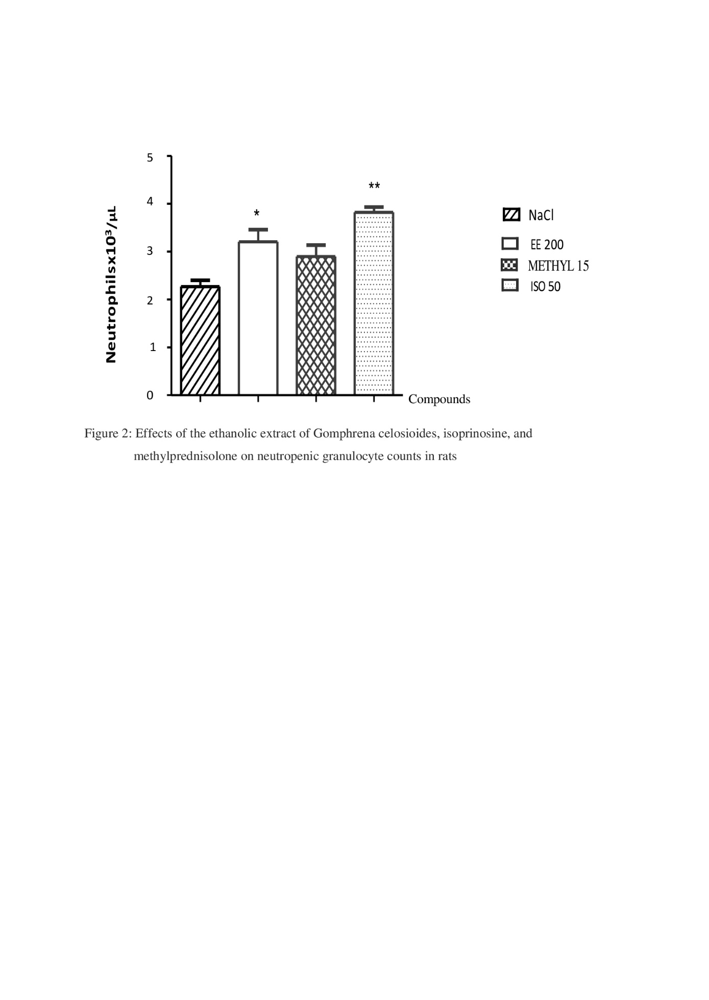 5
**
4
*
Neutrophilsx10³/µL
3
2
1
0
Compounds
NaCl
EE 200
METHYL 15
ISO 50
Figure 2: Effects of the ethanolic extract of Gomphrena celosioides, isoprinosine, and
methylprednisolone on neutropenic granulocyte counts in rats